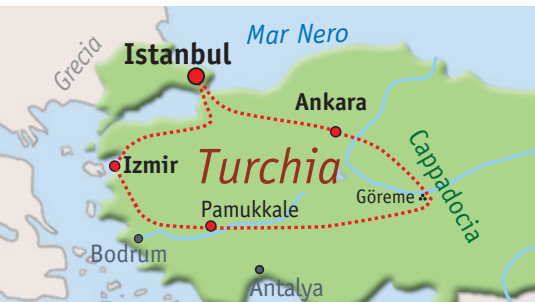 Mar Nero
Istanbul
Grecia
Ankara
Cappadocia
Izmir
Turchia
Göreme
Pamukkale
Bodrum
Antalya